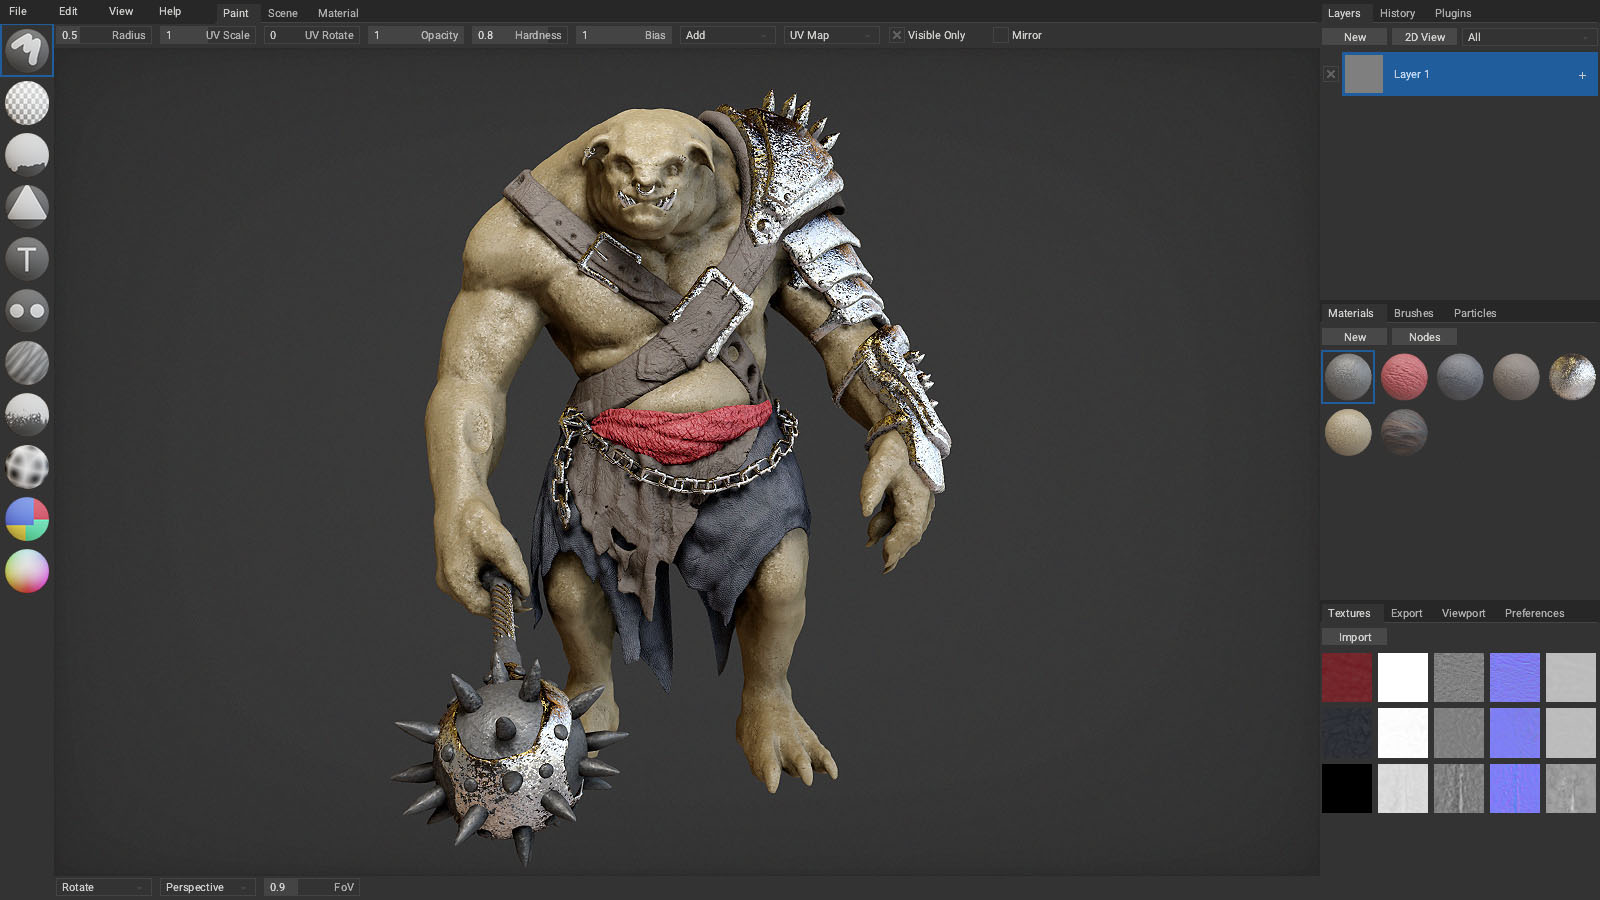 File Edit View Help Paint Scene Material
0.5 Radius 1 UV Scale 0 UV Rotate 1 Opacity 0.8 Hardness 1 Bias Add UV Map Visible Only Mirror
T
Layers History Plugins
New 2D View All
Layer 1 +
Materials Brushes Particles
New Nodes
Textures Export Viewport Preferences
Import
Rotate Perspective 0.9 FoV